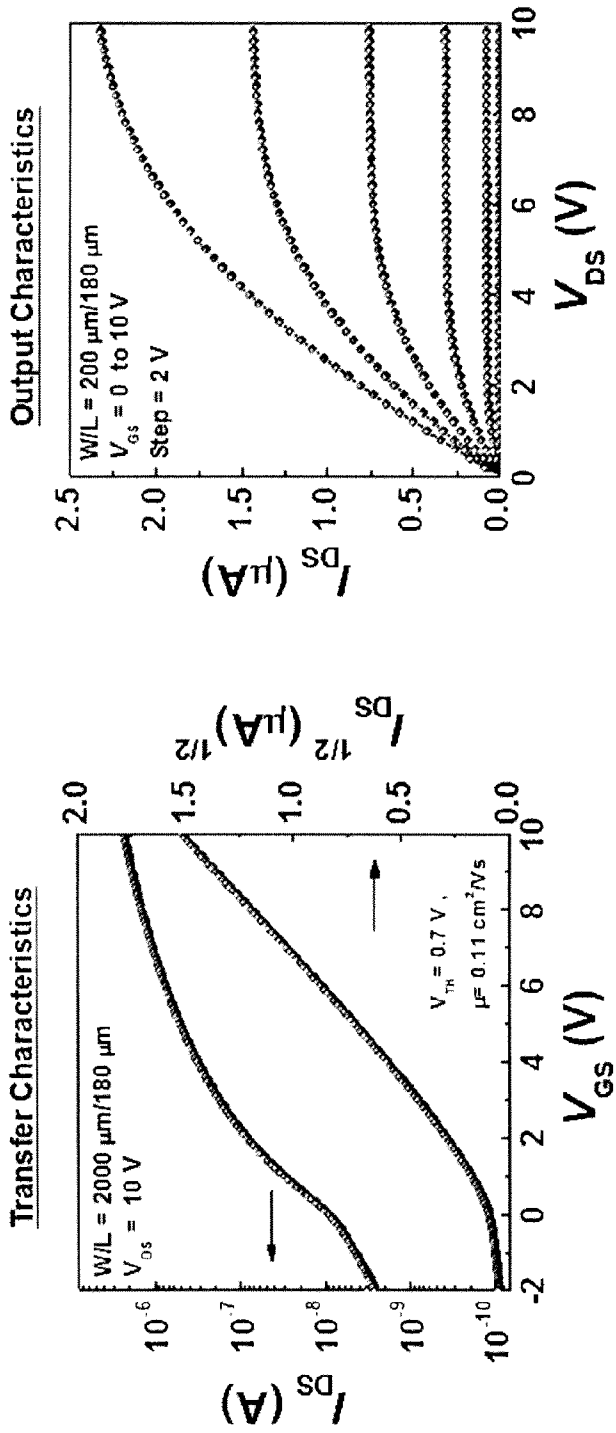 Transfer Characteristics
W/L = 2000 μm/180 μm
V_DS = 10 V
V_TH = 0.7 V ,
μ= 0.11 cm²/Vs
I_DS (A)
10⁻⁶
10⁻⁷
10⁻⁸
10⁻⁹
10⁻¹⁰
-2 0 2 4 6 8 10
V_GS (V)
2.0
1.5
1.0
0.5
0.0
I_DS^1/2 (μA)^1/2
Output Characteristics
W/L = 200 μm/180 μm
V_GS = 0 to 10 V
Step = 2 V
I_DS (μA)
2.5
2.0
1.5
1.0
0.5
0.0
0 2 4 6 8 10
V_DS (V)